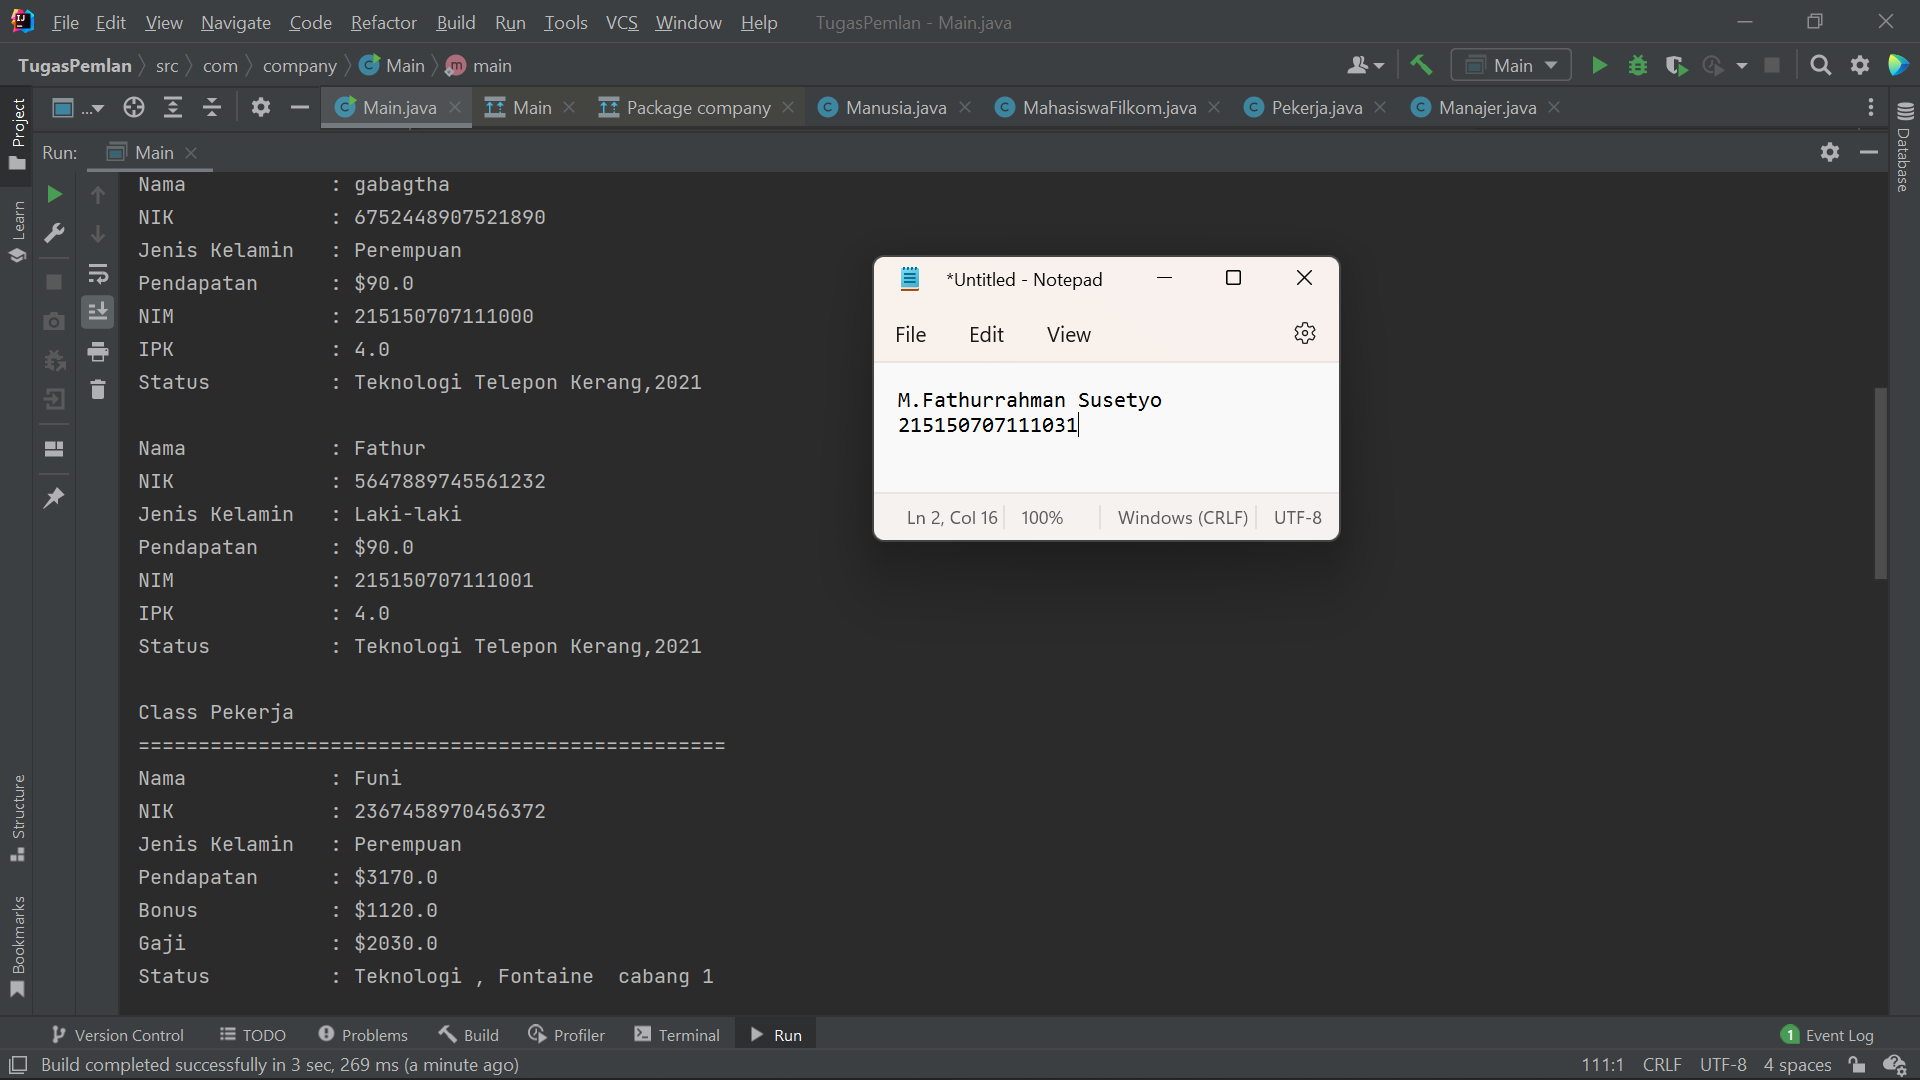 File Edit View Navigate Code Refactor Build Run Tools VCS Window Help TugasPemlan - Main.java
TugasPemlan src com company Main main
Main
Project
... Main.java Main Package company Manusia.java MahasiswaFilkom.java Pekerja.java Manajer.java
Database
Run: Main
Learn
Structure
Bookmarks
Nama : gabagtha
NIK : 6752448907521890
Jenis Kelamin : Perempuan
Pendapatan : $90.0
NIM : 215150707111000
IPK : 4.0
Status : Teknologi Telepon Kerang,2021
Nama : Fathur
NIK : 5647889745561232
Jenis Kelamin : Laki-laki
Pendapatan : $90.0
NIM : 215150707111001
IPK : 4.0
Status : Teknologi Telepon Kerang,2021
Class Pekerja
=================================================
Nama : Funi
NIK : 2367458970456372
Jenis Kelamin : Perempuan
Pendapatan : $3170.0
Bonus : $1120.0
Gaji : $2030.0
Status : Teknologi , Fontaine  cabang 1
*Untitled - Notepad
File Edit View
M.Fathurrahman Susetyo
215150707111031
Ln 2, Col 16 100% Windows (CRLF) UTF-8
Version Control TODO Problems Build Profiler Terminal Run 1 Event Log
Build completed successfully in 3 sec, 269 ms (a minute ago) 111:1 CRLF UTF-8 4 spaces